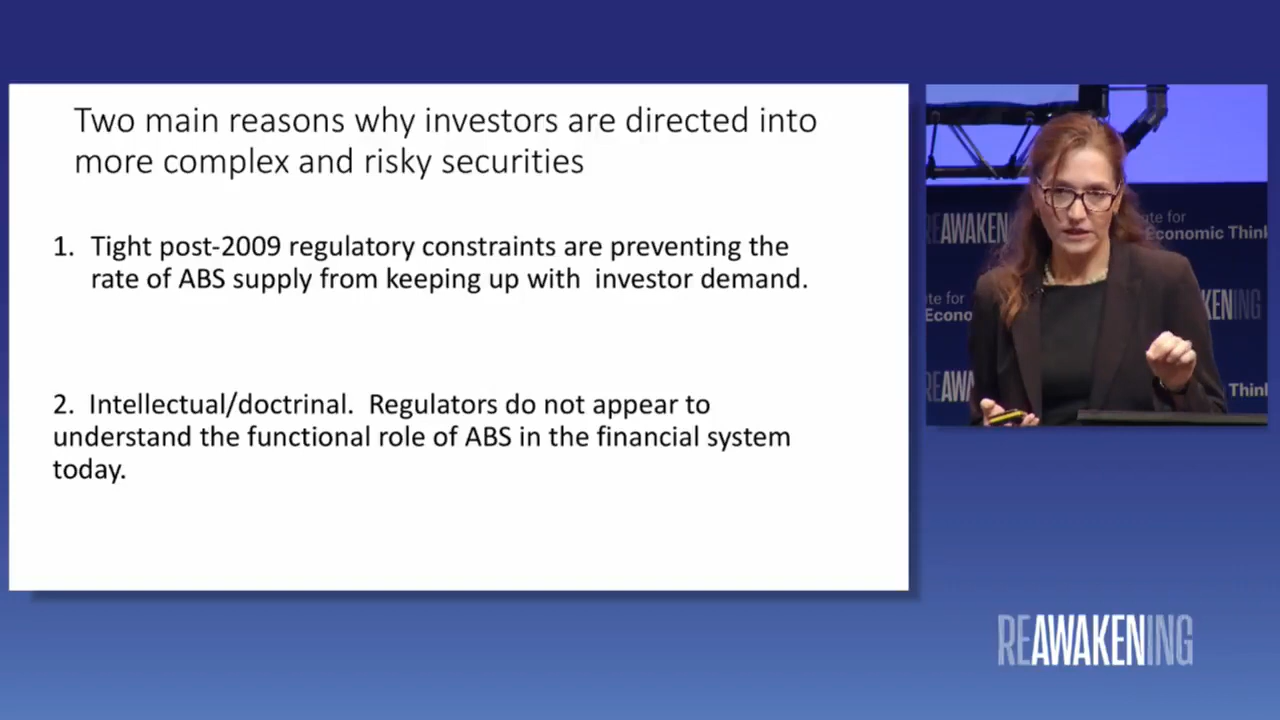 Two main reasons why investors are directed into
more complex and risky securities
1. Tight post-2009 regulatory constraints are preventing the
rate of ABS supply from keeping up with investor demand.
2. Intellectual/doctrinal. Regulators do not appear to
understand the functional role of ABS in the financial system
today.
REAWAKENING